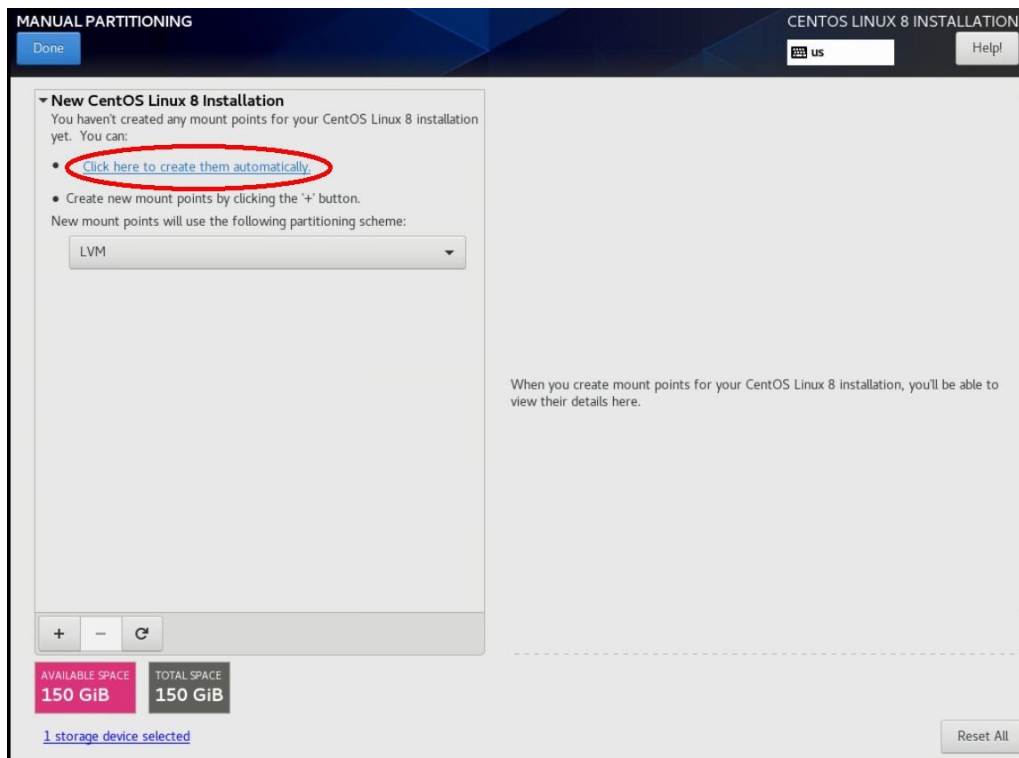 MANUAL PARTITIONING
CENTOS LINUX 8 INSTALLATION
Done
us
Help!
New CentOS Linux 8 Installation
You haven't created any mount points for your CentOS Linux 8 installation
yet. You can:
• Click here to create them automatically.
• Create new mount points by clicking the '+' button.
New mount points will use the following partitioning scheme:
LVM
When you create mount points for your CentOS Linux 8 installation, you'll be able to
view their details here.
+ −
AVAILABLE SPACE
150 GiB
TOTAL SPACE
150 GiB
1 storage device selected
Reset All